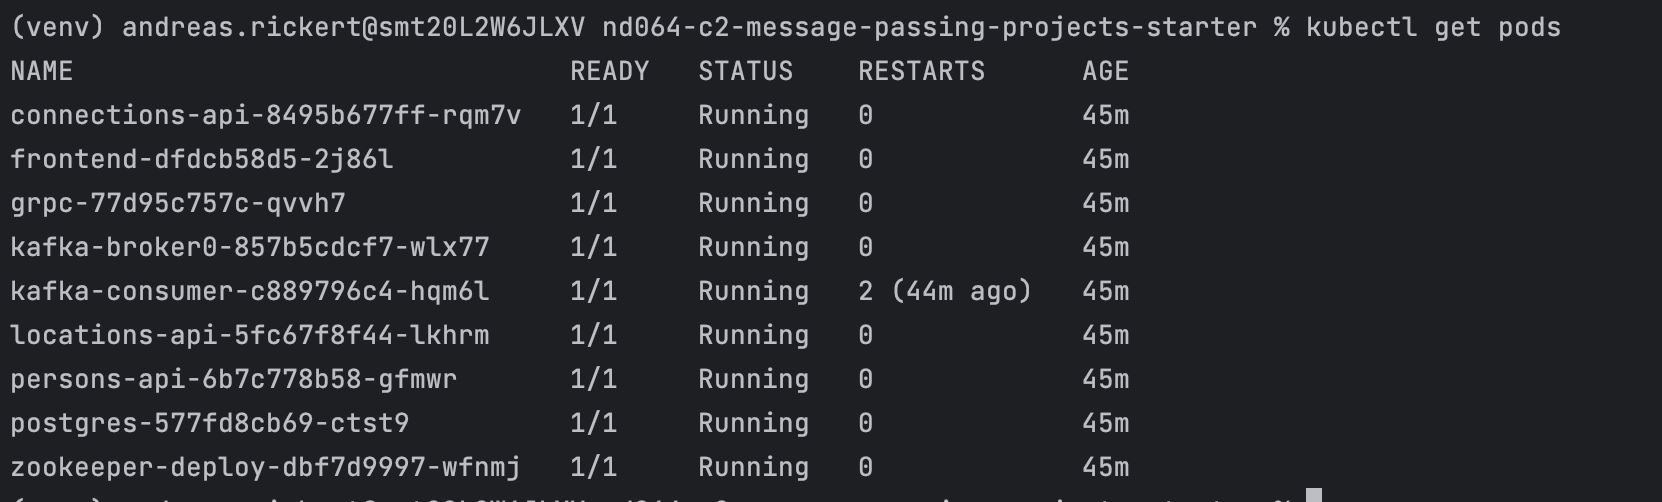 (venv) andreas.rickert@smt20L2W6JLXV nd064-c2-message-passing-projects-starter % kubectl get pods
NAME READY STATUS RESTARTS AGE
connections-api-8495b677ff-rqm7v 1/1 Running 0 45m
frontend-dfdcb58d5-2j86l 1/1 Running 0 45m
grpc-77d95c757c-qvvh7 1/1 Running 0 45m
kafka-broker0-857b5cdcf7-wlx77 1/1 Running 0 45m
kafka-consumer-c889796c4-hqm6l 1/1 Running 2 (44m ago) 45m
locations-api-5fc67f8f44-lkhrm 1/1 Running 0 45m
persons-api-6b7c778b58-gfmwr 1/1 Running 0 45m
postgres-577fd8cb69-ctst9 1/1 Running 0 45m
zookeeper-deploy-dbf7d9997-wfnmj 1/1 Running 0 45m